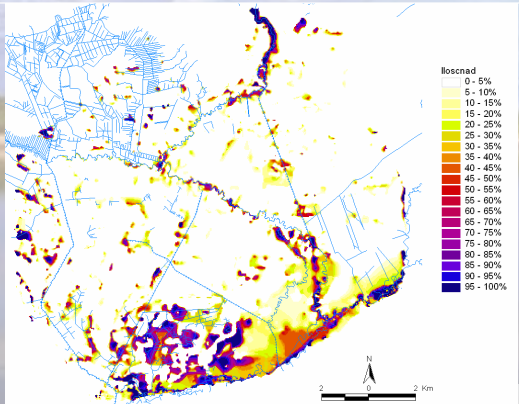 Iloscnad
0 - 5%
5 - 10%
10 - 15%
15 - 20%
20 - 25%
25 - 30%
30 - 35%
35 - 40%
40 - 45%
45 - 50%
50 - 55%
55 - 60%
60 - 65%
65 - 70%
70 - 75%
75 - 80%
80 - 85%
85 - 90%
90 - 95%
95 - 100%
N
2 0 2 Km